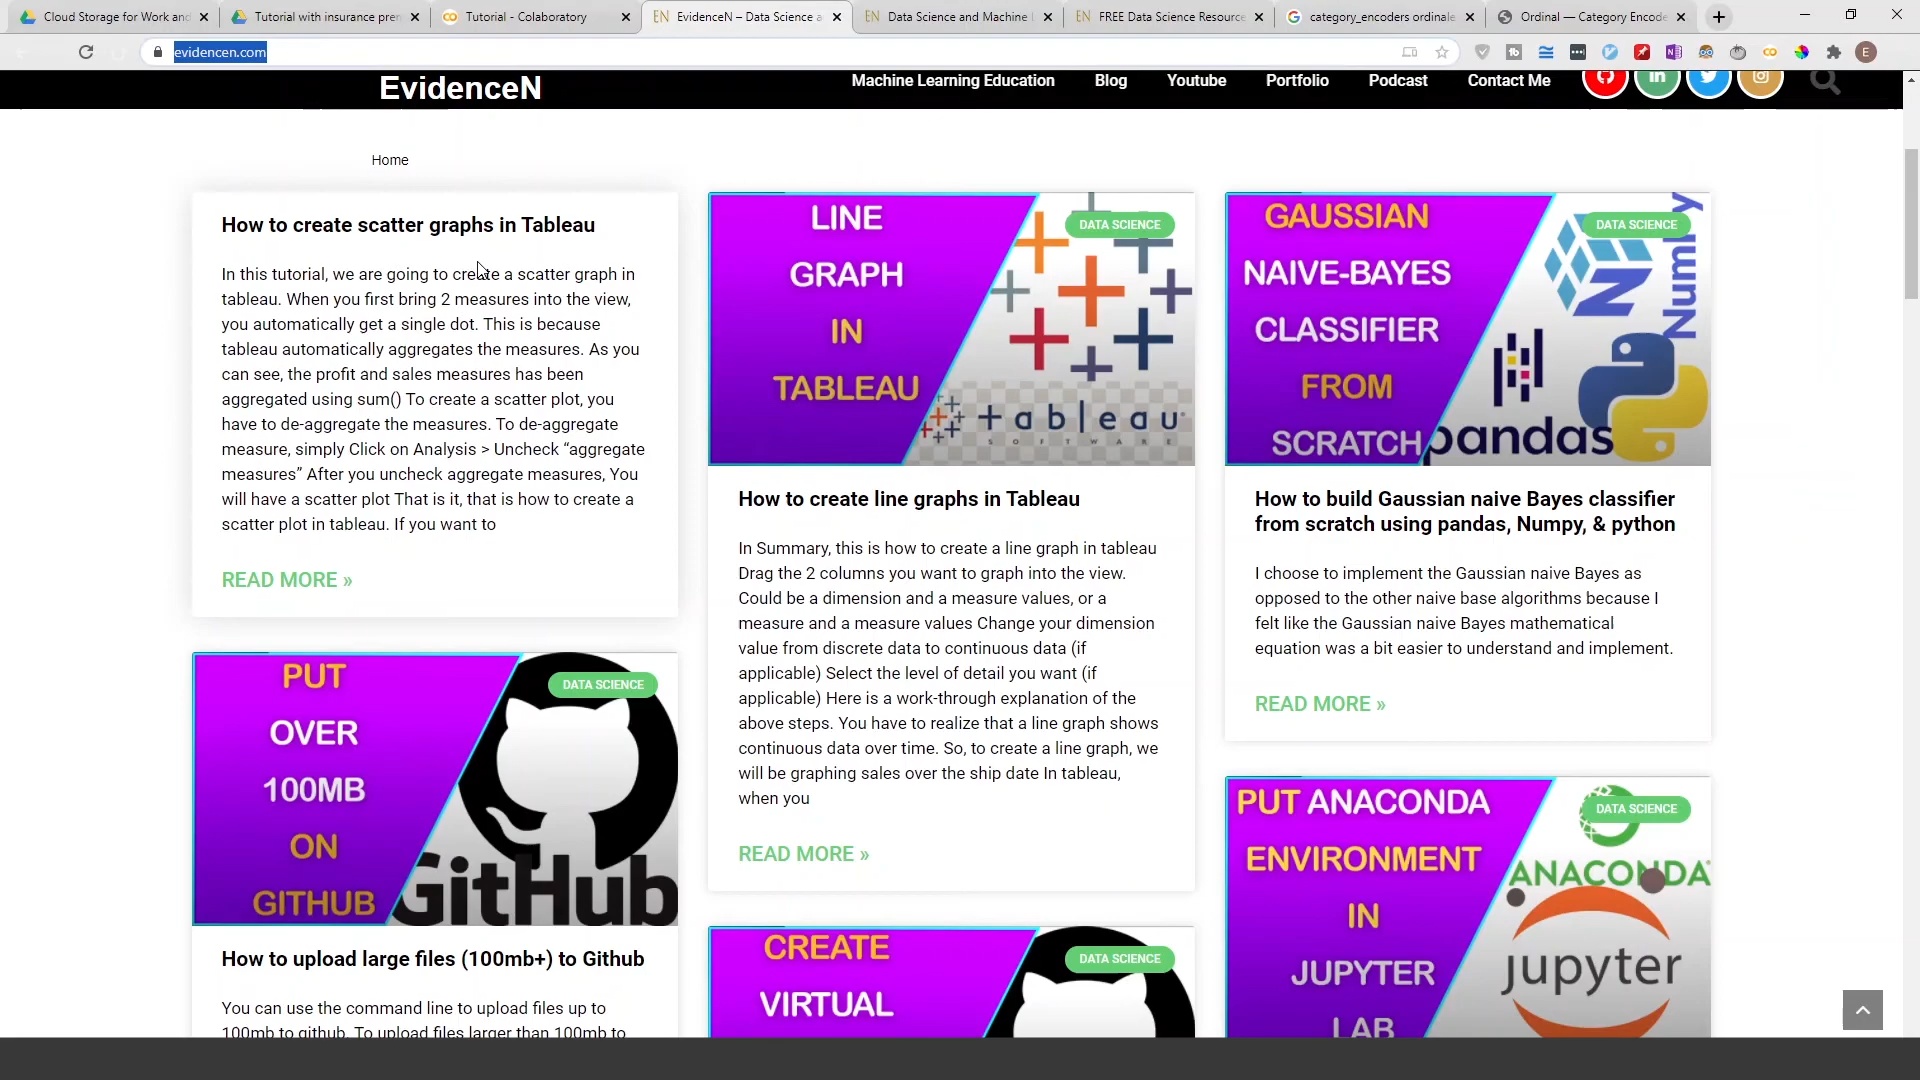 Cloud Storage for Work and
Tutorial with insurance prem
Tutorial - Colaboratory
EvidenceN – Data Science a
Data Science and Machine
FREE Data Science Resource
category_encoders ordinale
Ordinal — Category Encode
evidencen.com
E
EvidenceN
Machine Learning Education
Blog
Youtube
Portfolio
Podcast
Contact Me
Home
How to create scatter graphs in Tableau
In this tutorial, we are going to create a scatter graph in
tableau. When you first bring 2 measures into the view,
you automatically get a single dot. This is because
tableau automatically aggregates the measures. As you
can see, the profit and sales measures has been
aggregated using sum() To create a scatter plot, you
have to de-aggregate the measures. To de-aggregate
measure, simply Click on Analysis > Uncheck “aggregate
measures” After you uncheck aggregate measures, You
will have a scatter plot That is it, that is how to create a
scatter plot in tableau. If you want to
READ MORE »
PUT
OVER
100MB
ON
GITHUB
DATA SCIENCE
GitHub
How to upload large files (100mb+) to Github
You can use the command line to upload files up to
100mb to github. To upload files larger than 100mb to
LINE
GRAPH
IN
TABLEAU
DATA SCIENCE
+ableau
SOFTWARE
How to create line graphs in Tableau
In Summary, this is how to create a line graph in tableau
Drag the 2 columns you want to graph into the view.
Could be a dimension and a measure values, or a
measure and a measure values Change your dimension
value from discrete data to continuous data (if
applicable) Select the level of detail you want (if
applicable) Here is a work-through explanation of the
above steps. You have to realize that a line graph shows
continuous data over time. So, to create a line graph, we
will be graphing sales over the ship date In tableau,
when you
READ MORE »
CREATE
VIRTUAL
DATA SCIENCE
GAUSSIAN
NAIVE-BAYES
CLASSIFIER
FROM
SCRATCH
DATA SCIENCE
NumPy
pandas
How to build Gaussian naive Bayes classifier
from scratch using pandas, Numpy, & python
I choose to implement the Gaussian naive Bayes as
opposed to the other naive base algorithms because I
felt like the Gaussian naive Bayes mathematical
equation was a bit easier to understand and implement.
READ MORE »
PUT ANACONDA
ENVIRONMENT
IN
JUPYTER
LAB
DATA SCIENCE
ANACONDA
jupyter